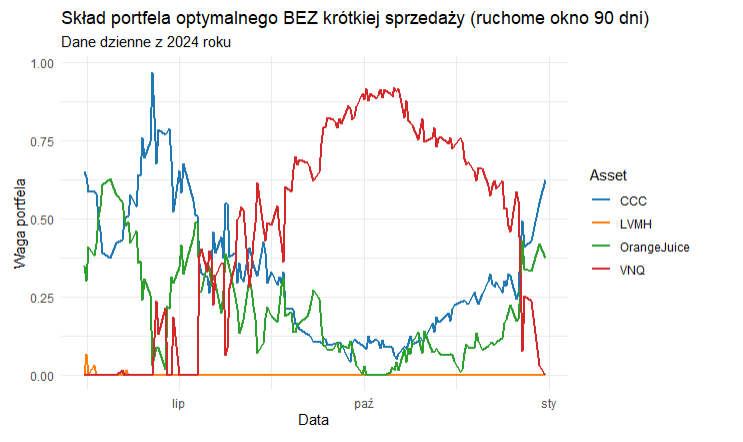 Skład portfela optymalnego BEZ krótkiej sprzedaży (ruchome okno 90 dni)
Dane dzienne z 2024 roku
Waga portfela
1.00
0.75
0.50
0.25
0.00
lip
paź
sty
Data
Asset
CCC
LVMH
OrangeJuice
VNQ